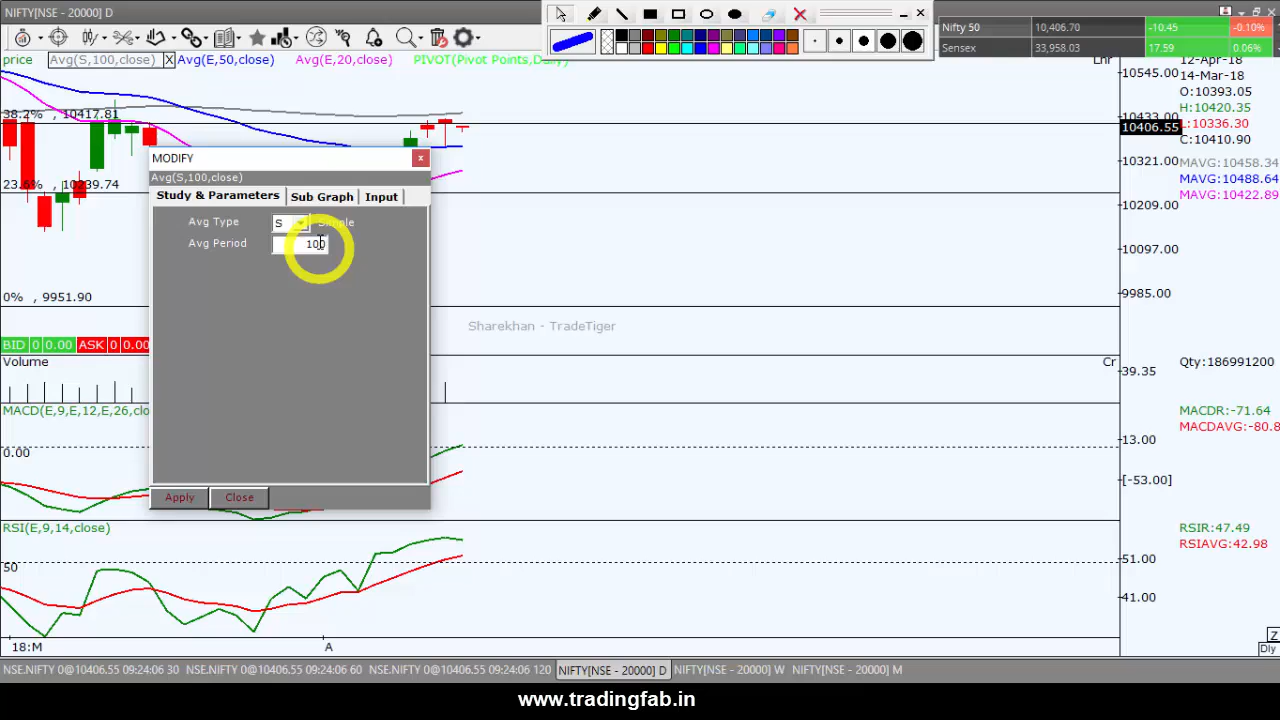 NIFTY[NSE - 20000] D
Nifty 50 10,406.70 -10.45 -0.10%
Sensex 33,958.03 17.59 0.06%
price Avg(S,100,close) X Avg(E,50,close) Avg(E,20,close) PIVOT(Pivot Points,Daily) Lnr
12-Apr-18
14-Mar-18
O:10393.05
H:10420.35
L:10336.30
C:10410.90
MAVG:10458.34
MAVG:10488.64
MAVG:10422.89
10545.00
10433.00
10406.55
10321.00
10209.00
10097.00
9985.00
38.2% , 10417.81
23.6% , 10239.74
0% , 9951.90
MODIFY
Avg(S,100,close)
Study & Parameters Sub Graph Input
Avg Type S Simple
Avg Period 100
Apply Close
Sharekhan - TradeTiger
BID 0 0.00 ASK 0 0.00
Volume Cr
39.35
Qty:186991200
MACD(E,9,E,12,E,26,clo
0.00
13.00
[-53.00]
MACDR:-71.64
MACDAVG:-80.8
RSI(E,9,14,close)
50
51.00
41.00
RSIR:47.49
RSIAVG:42.98
18:M A
Z
Dly
NSE.NIFTY 0@10406.55 09:24:06 30 NSE.NIFTY 0@10406.55 09:24:06 60 NSE.NIFTY 0@10406.55 09:24:06 120 NIFTY[NSE - 20000] D NIFTY[NSE - 20000] W NIFTY[NSE - 20000] M
www.tradingfab.in